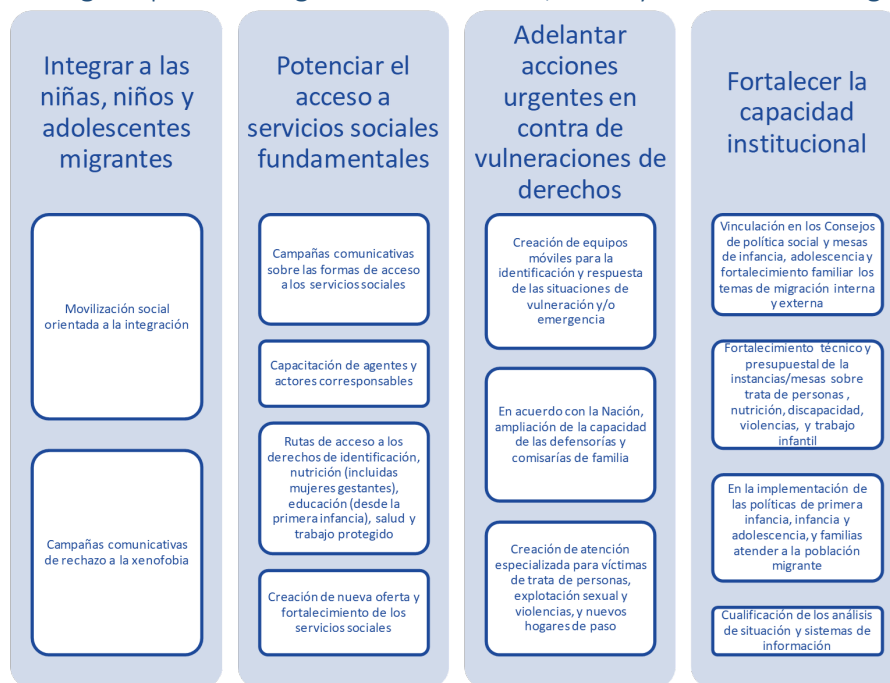 Integrar a las
niñas, niños y
adolescentes
migrantes
Movilización social
orientada a la integración
Campañas comunicativas
de rechazo a la xenofobia
Potenciar el
acceso a
servicios sociales
fundamentales
Campañas comunicativas
sobre las formas de acceso
a los servicios sociales
Capacitación de agentes y
actores corresponsables
Rutas de acceso a los
derechos de identificación,
nutrición (incluidas
mujeres gestantes),
educación (desde la
primera infancia), salud y
trabajo protegido
Creación de nueva oferta y
fortalecimiento de los
servicios sociales
Adelantar
acciones
urgentes en
contra de
vulneraciones de
derechos
Creación de equipos
móviles para la
identificación y respuesta
de las situaciones de
vulneración y/o
emergencia
En acuerdo con la Nación,
ampliación de la capacidad
de las defensorías y
comisarías de familia
Creación de atención
especializada para víctimas
de trata de personas,
explotación sexual y
violencias, y nuevos
hogares de paso
Fortalecer la
capacidad
institucional
Vinculación en los Consejos
de política social y mesas
de infancia, adolescencia y
fortalecimiento familiar los
temas de migración interna
y externa
Fortalecimiento técnico y
presupuestal de la
instancias/mesas sobre
trata de personas ,
nutrición, discapacidad,
violencias, y trabajo
infantil
En la implementación de
las políticas de primera
infancia, infancia y
adolescencia, y familias
atender a la población
migrante
Cualificación de los análisis
de situación y sistemas de
información